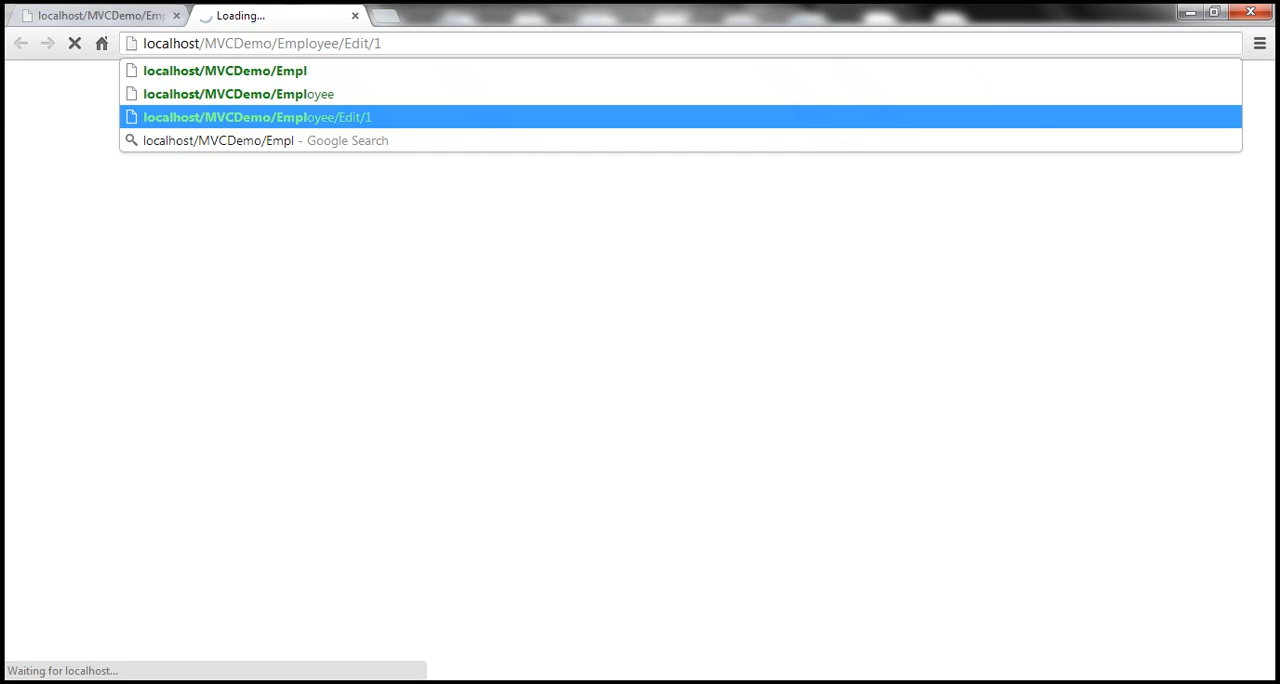 localhost/MVCDemo/Emp
Loading...
localhost/MVCDemo/Employee/Edit/1
localhost/MVCDemo/Empl
localhost/MVCDemo/Employee
localhost/MVCDemo/Employee/Edit/1
localhost/MVCDemo/Empl - Google Search
Waiting for localhost...